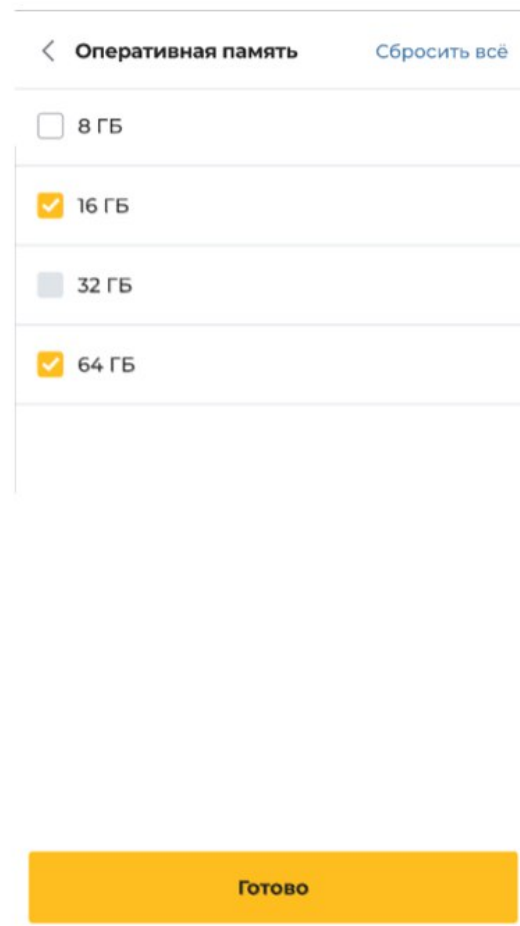 Оперативная память Сбросить всё
8 ГБ
16 ГБ
32 ГБ
64 ГБ
Готово